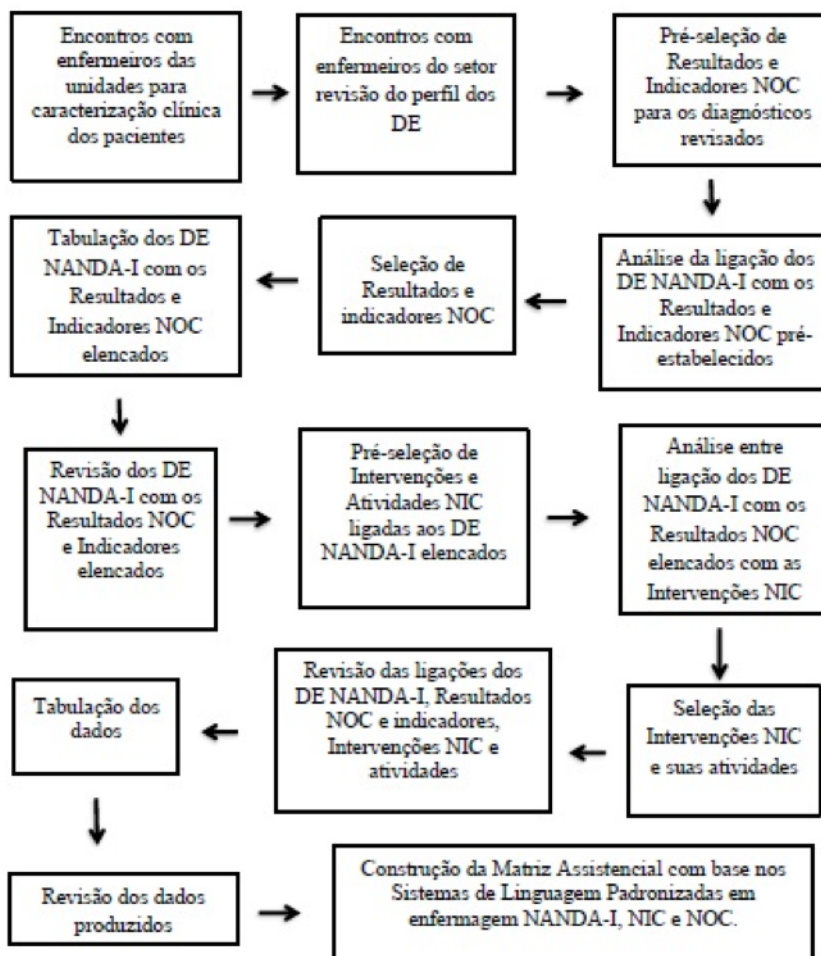 Encontros com
enfermeiros das
unidades para
caracterização clínica
dos pacientes
Encontros com
enfermeiros do setor
revisão do perfil dos
DE
Pré-seleção de
Resultados e
Indicadores NOC
para os diagnósticos
revisados
Análise da ligação dos
DE NANDA-I com os
Resultados e
Indicadores NOC pré-
estabelecidos
Seleção de
Resultados e
indicadores NOC
Tabulação dos DE
NANDA-I com os
Resultados e
Indicadores NOC
elencados
Revisão dos DE
NANDA-I com os
Resultados NOC
e Indicadores
elencados
Pré-seleção de
Intervenções e
Atividades NIC
ligadas aos DE
NANDA-I elencados
Análise entre
ligação dos DE
NANDA-I com os
Resultados NOC
elencados com as
Intervenções NIC
Seleção das
Intervenções NIC
e suas atividades
Revisão das ligações dos
DE NANDA-I, Resultados
NOC e indicadores,
Intervenções NIC e
atividades
Tabulação dos
dados
Revisão dos dados
produzidos
Construção da Matriz Assistencial com base nos
Sistemas de Linguagem Padronizadas em
enfermagem NANDA-I, NIC e NOC.